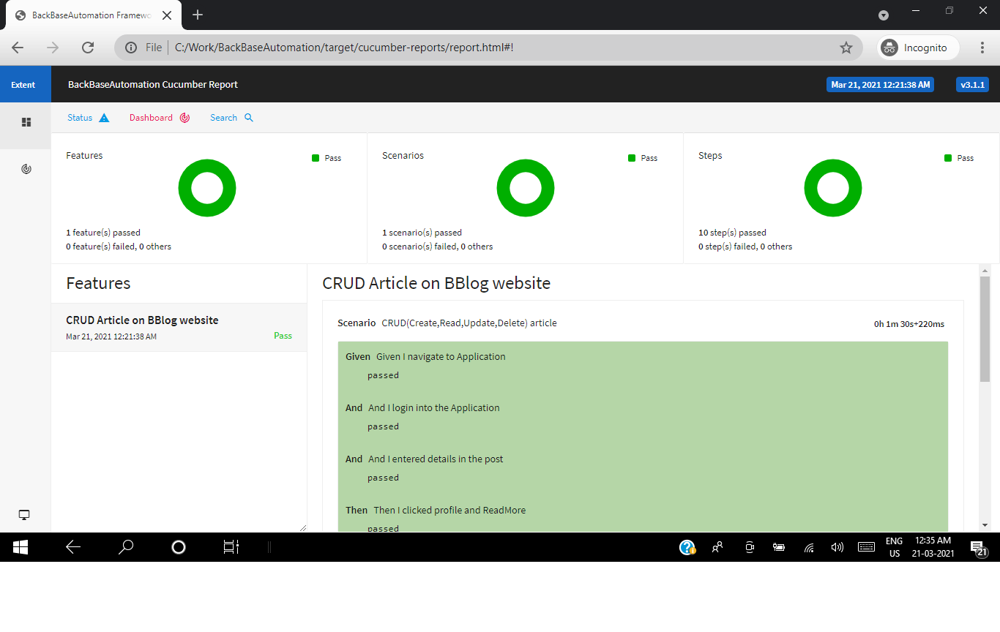 BackBaseAutomation Framewo
File C:/Work/BackBaseAutomation/target/cucumber-reports/report.html#! Incognito
Extent BackBaseAutomation Cucumber Report Mar 21, 2021 12:21:38 AM v3.1.1
Status Dashboard Search
Features Pass
1 feature(s) passed
0 feature(s) failed, 0 others
Scenarios Pass
1 scenario(s) passed
0 scenario(s) failed, 0 others
Steps Pass
10 step(s) passed
0 step(s) failed, 0 others
Features
CRUD Article on BBlog website
Mar 21, 2021 12:21:38 AM Pass
CRUD Article on BBlog website
Scenario CRUD(Create,Read,Update,Delete) article 0h 1m 30s+220ms
Given Given I navigate to Application
passed
And And I login into the Application
passed
And And I entered details in the post
passed
Then Then I clicked profile and ReadMore
passed
ENG
US
12:35 AM
21-03-2021
21